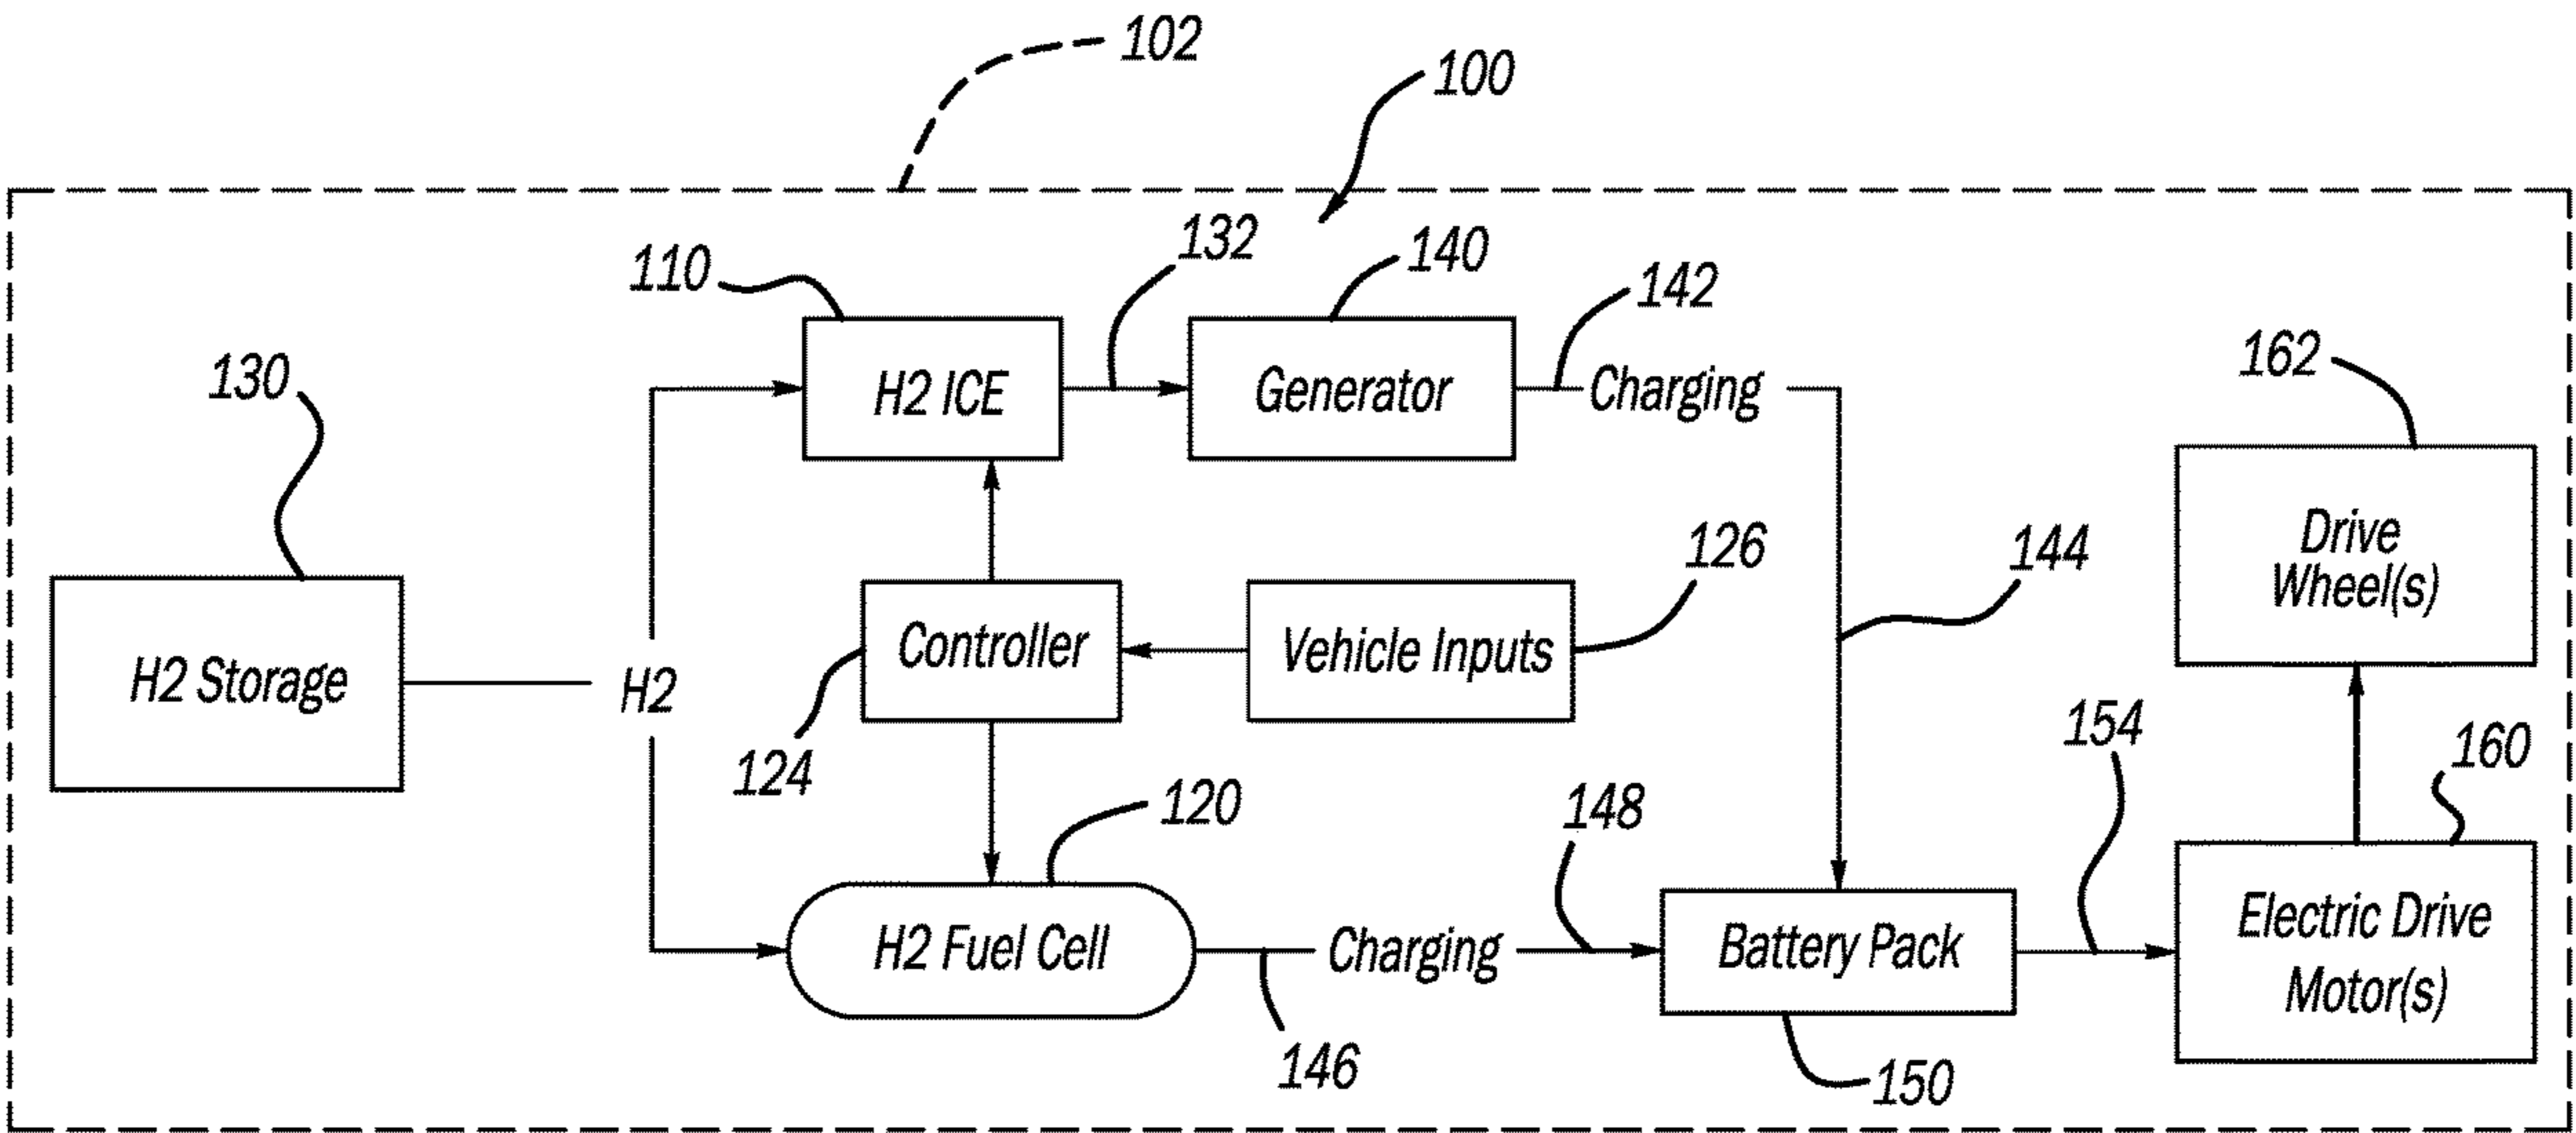 102
100
132
140
110
142
162
130
H2 ICE
Generator
Charging
126
144
Drive
Wheel(s)
Controller
Vehicle Inputs
H2 Storage
H2
154
160
124
120
148
H2 Fuel Cell
Charging
Battery Pack
Electric Drive
Motor(s)
146
150